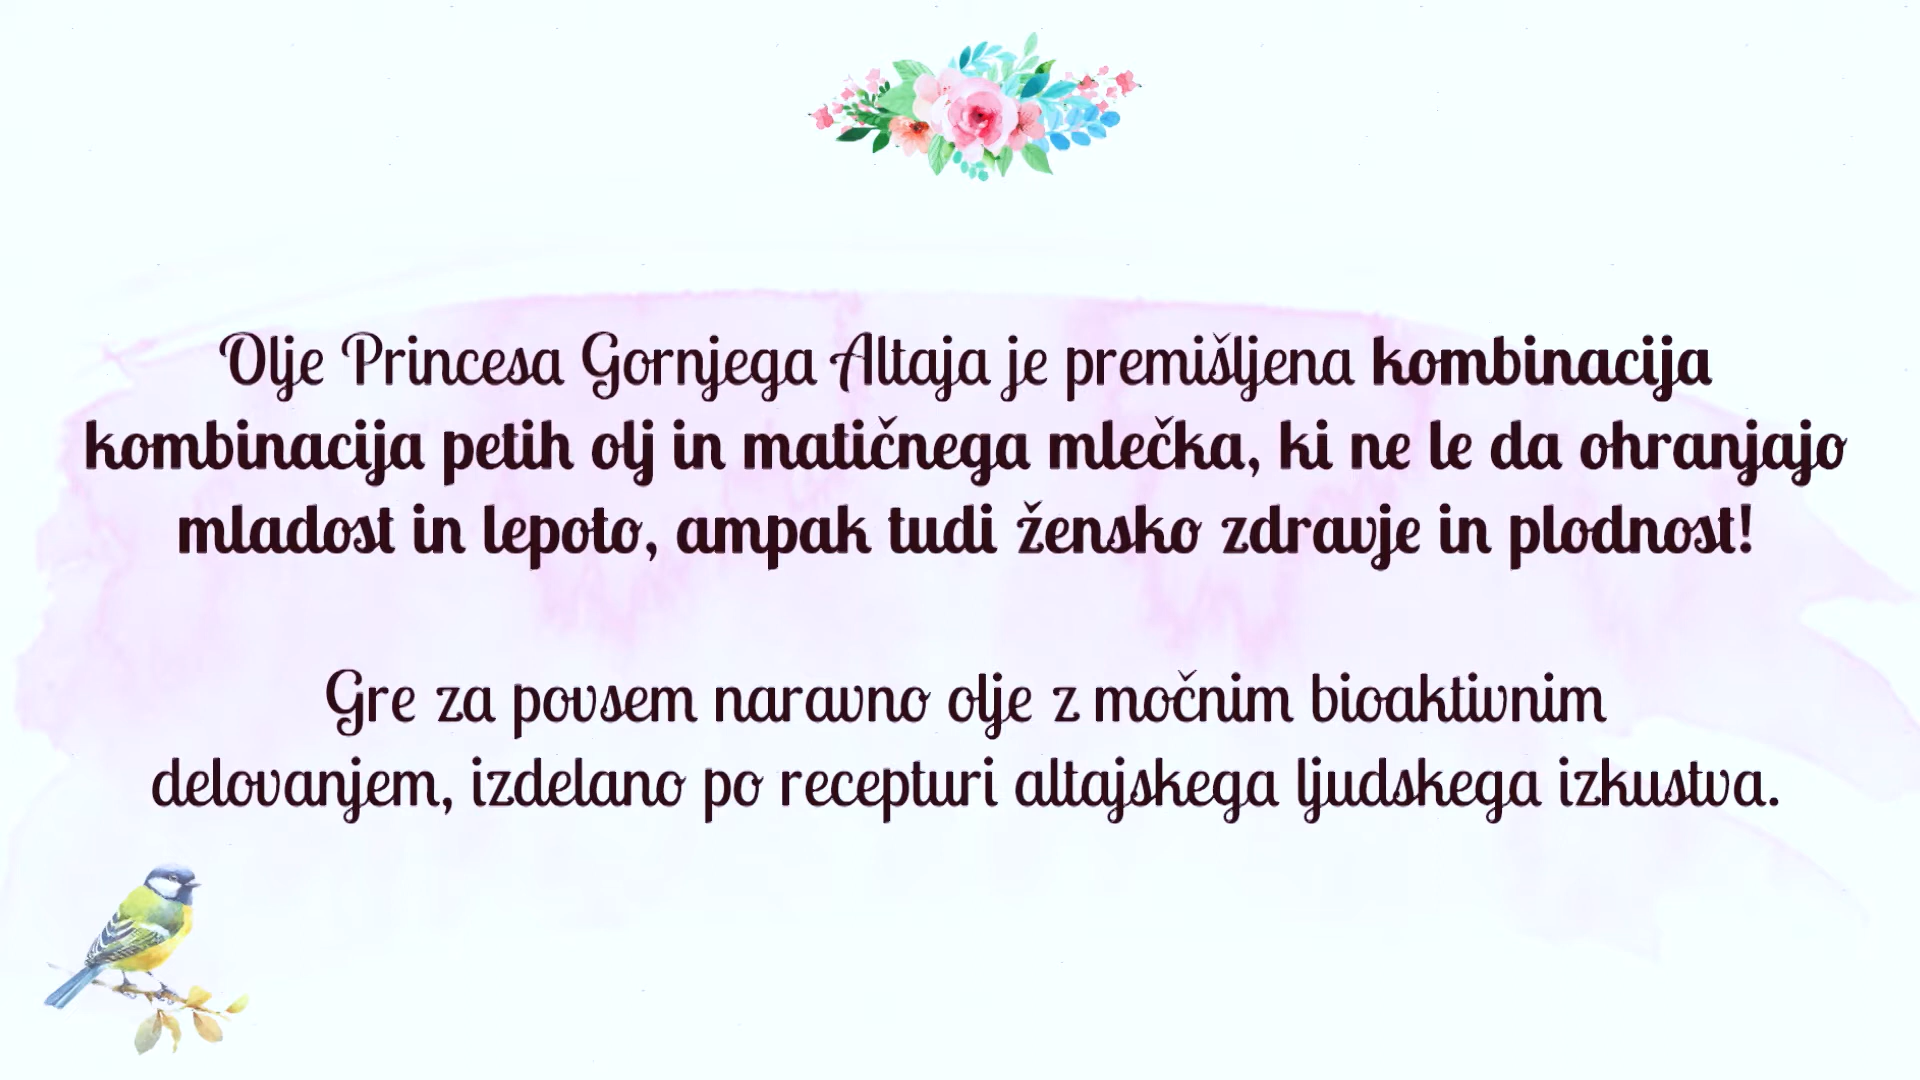 Olje Princesa Gornjega Altaja je premišljena kombinacija
kombinacija petih olj in matičnega mlečka, ki ne le da ohranjajo
mladost in lepoto, ampak tudi žensko zdravje in plodnost!
Gre za povsem naravno olje z močnim bioaktivnim
delovanjem, izdelano po recepturi altajskega ljudskega izkustva.